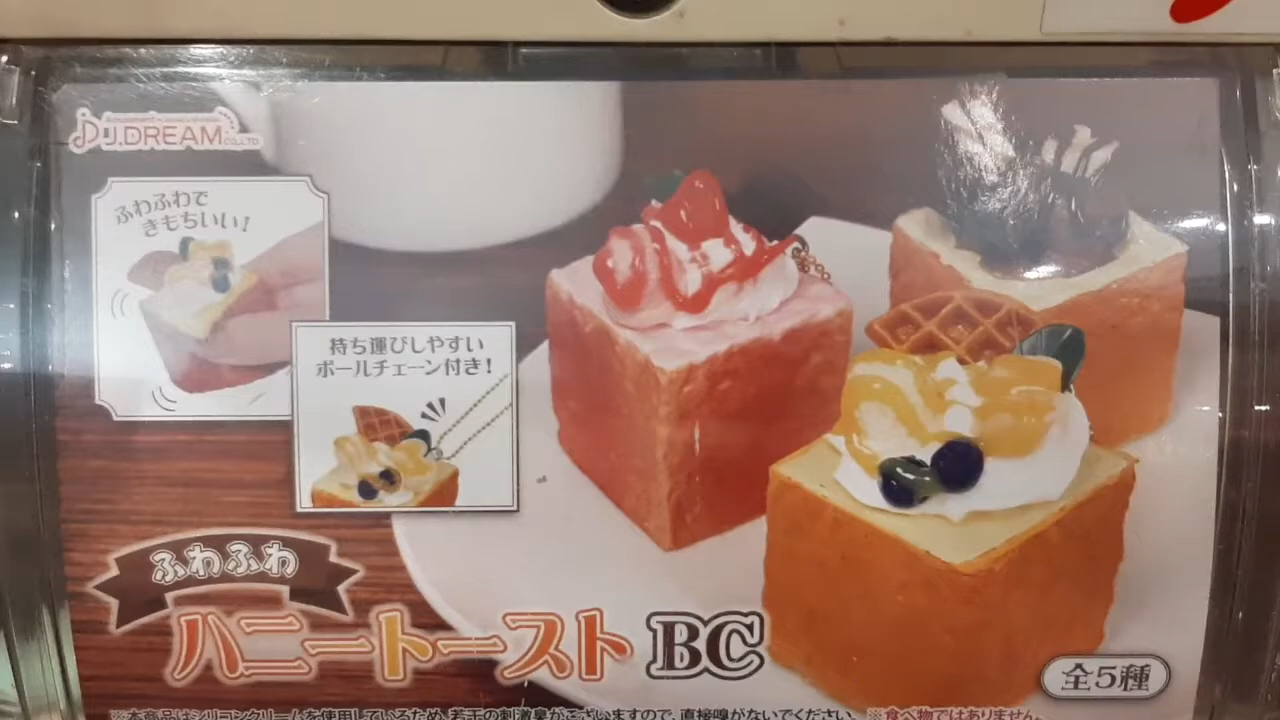 J.DREAM CO.,LTD
ふわふわで
きもちいい!
持ち運びしやすい
ボールチェーン付き!
ふわふわ
ハニートースト BC
全5種
※本商品はシリコンクリームを使用しているため、若干の刺激臭がございますので、直接嗅がないでください。 ※食べ物ではありません。